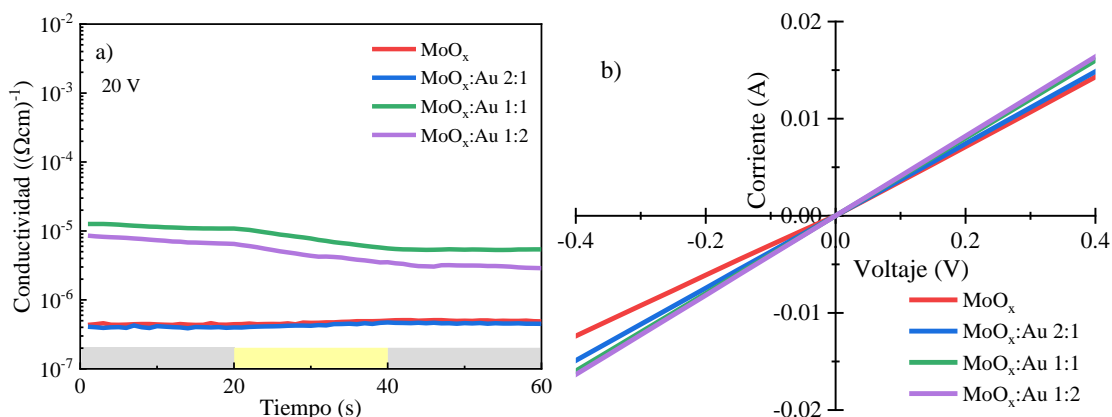 a)
20 V
MoOₓ
MoOₓ:Au 2:1
MoOₓ:Au 1:1
MoOₓ:Au 1:2
Conductividad ((Ωcm)⁻¹)
10⁻²
10⁻³
10⁻⁴
10⁻⁵
10⁻⁶
10⁻⁷
0 20 40 60
Tiempo (s)
b)
Corriente (A)
0.02
0.01
0.00
-0.01
-0.02
-0.4 -0.2 0.0 0.2 0.4
Voltaje (V)
MoOₓ
MoOₓ:Au 2:1
MoOₓ:Au 1:1
MoOₓ:Au 1:2